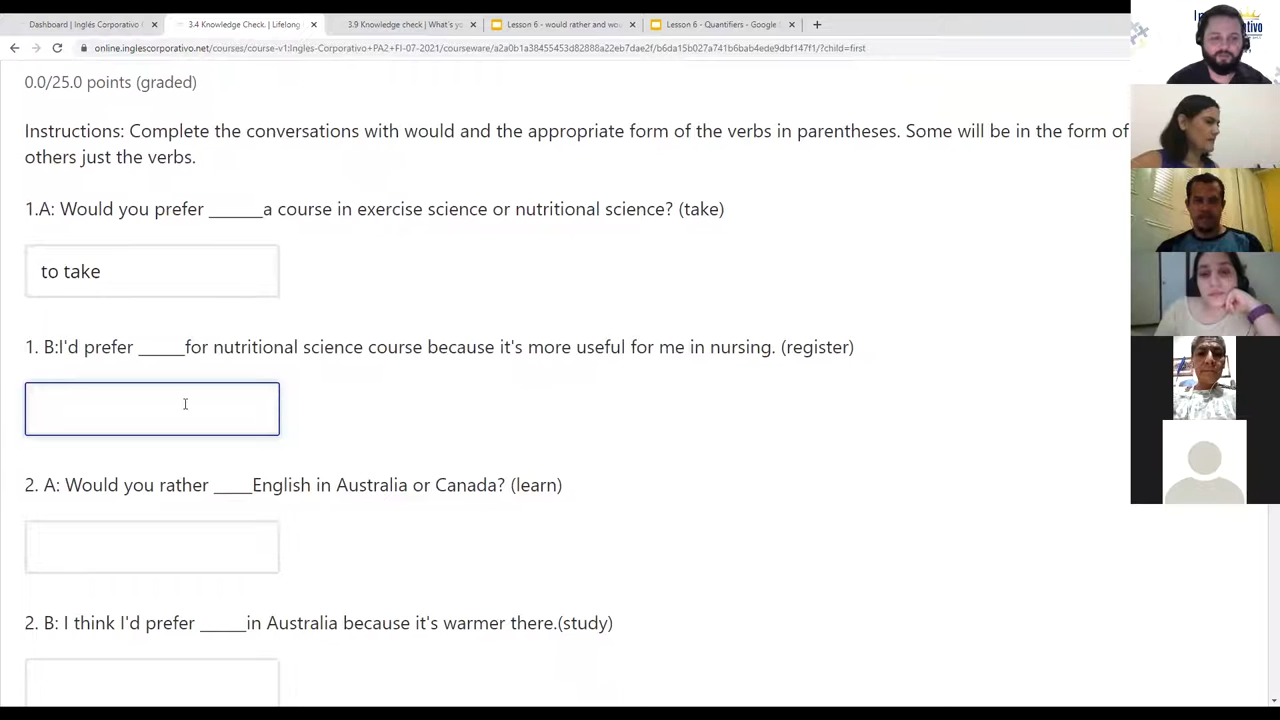 Dashboard | Inglés Corporativo
3.4 Knowledge Check. | Lifelong
3.9 Knowledge check | What's yo
Lesson 6 - would rather and wou
Lesson 6 - Quantifiers - Google
online.inglescorporativo.net/courses/course-v1:Ingles-Corporativo+PA2+FI-07-2021/courseware/a2a0b1a38455453d82888a22eb7dae2f/b6da15b027a741b6bab4ede9dbf147f1/?child=first
0.0/25.0 points (graded)
Instructions: Complete the conversations with would and the appropriate form of the verbs in parentheses. Some will be in the form of
others just the verbs.
1.A: Would you prefer ______a course in exercise science or nutritional science? (take)
to take
1. B:I'd prefer _____for nutritional science course because it's more useful for me in nursing. (register)
2. A: Would you rather ____English in Australia or Canada? (learn)
2. B: I think I'd prefer _____in Australia because it's warmer there.(study)